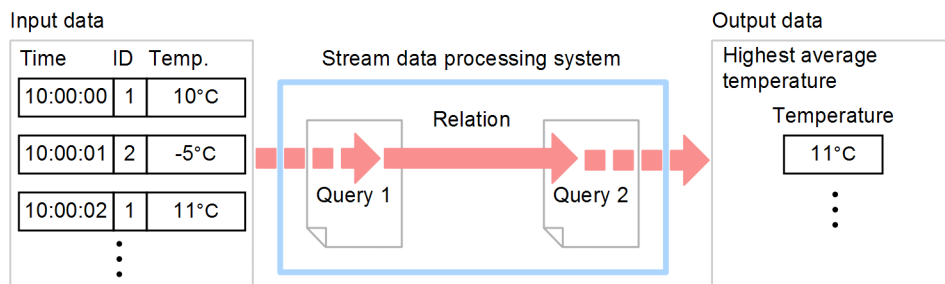 Input data
Time ID Temp.
10:00:00 1 10°C
10:00:01 2 -5°C
10:00:02 1 11°C
Stream data processing system
Relation
Query 1
Query 2
Output data
Highest average
temperature
Temperature
11°C